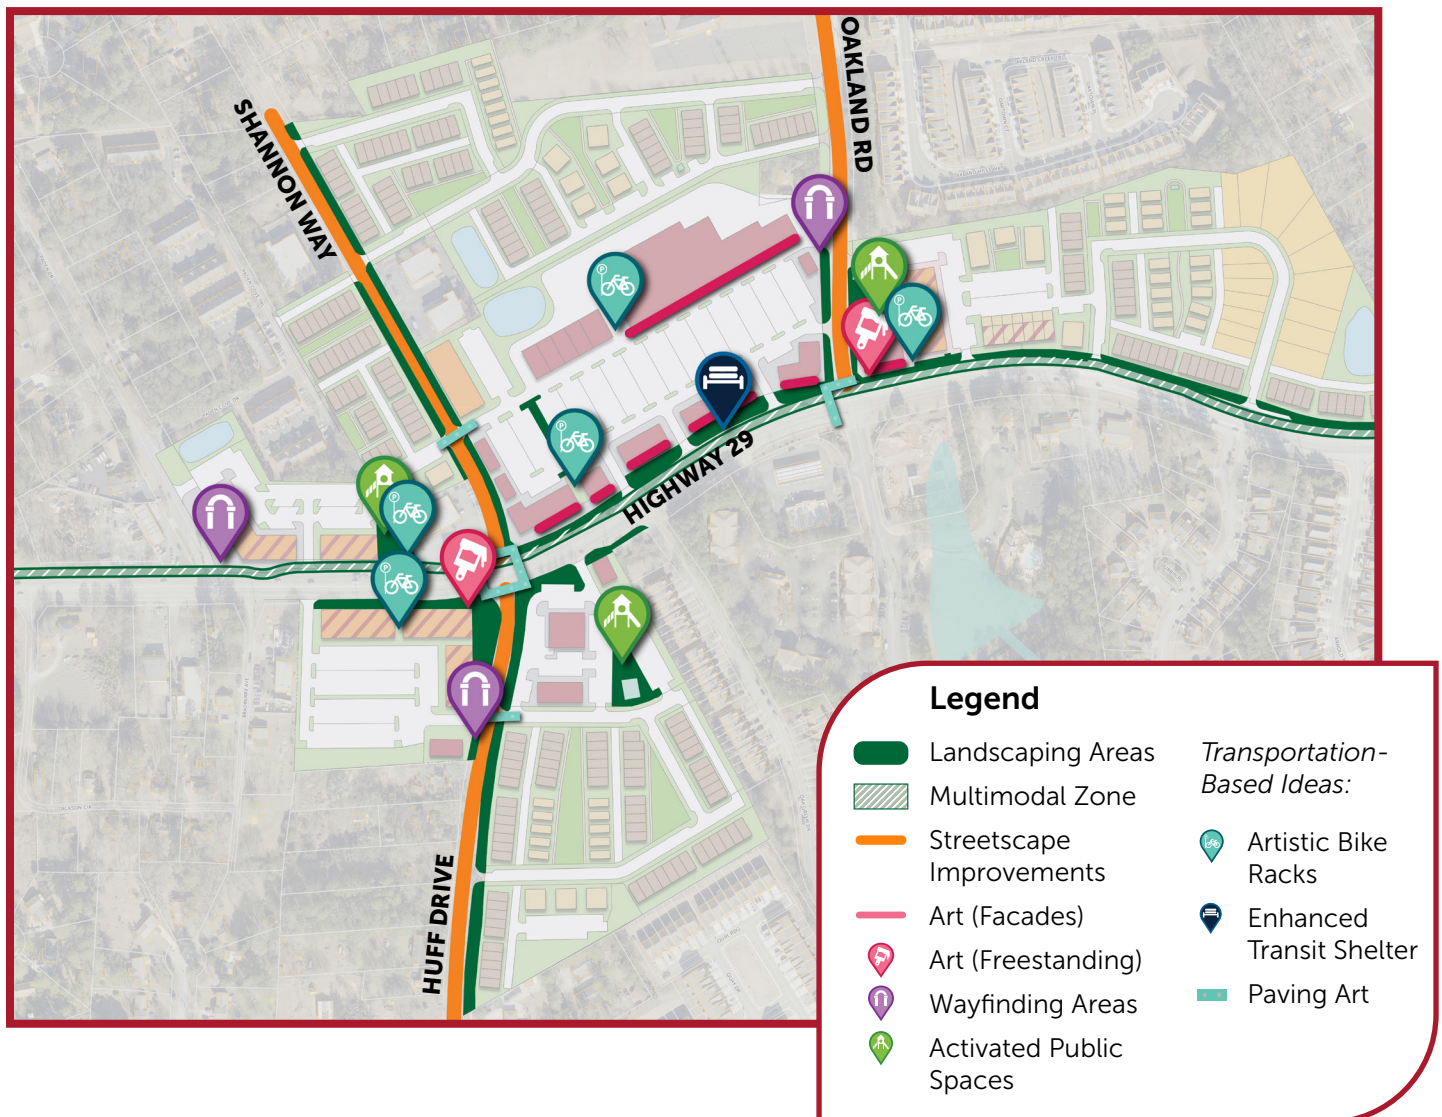 SHANNON WAY
OAKLAND RD
HIGHWAY 29
HUFF DRIVE
Legend
Landscaping Areas
Multimodal Zone
Streetscape
Improvements
Art (Facades)
Art (Freestanding)
Wayfinding Areas
Activated Public
Spaces
Transportation-
Based Ideas:
Artistic Bike
Racks
Enhanced
Transit Shelter
Paving Art